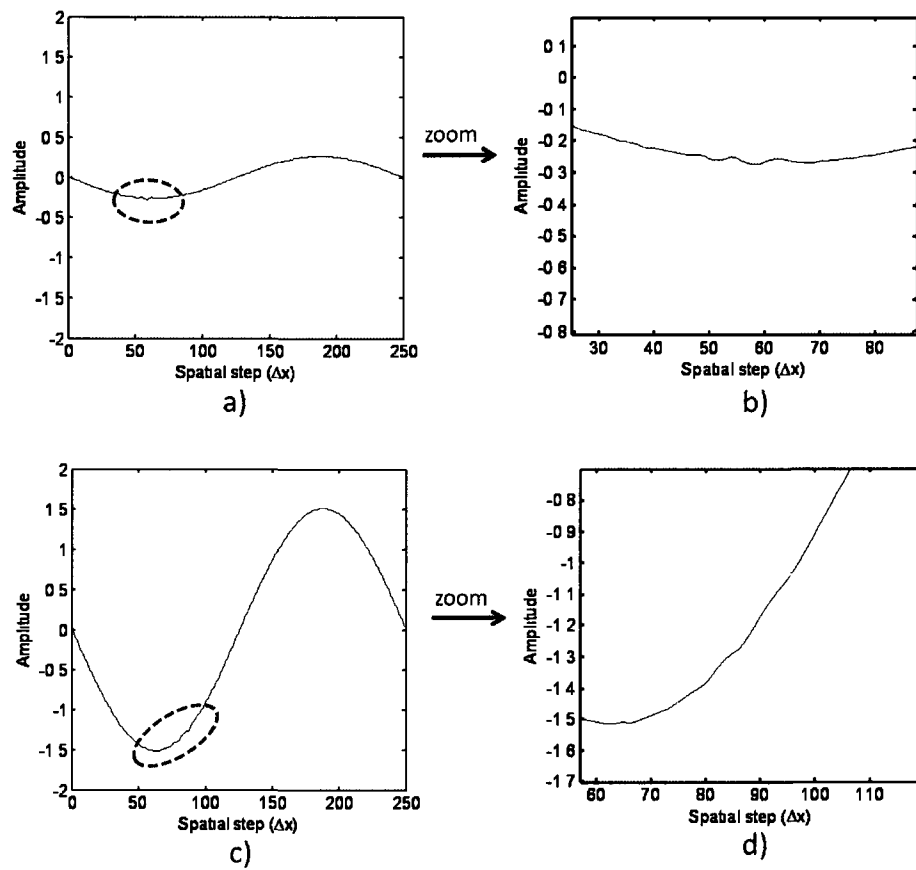 2
1 5
1
0 5
0
-0 5
-1
-1 5
-2
0 50 100 150 200 250
Amplitude
Spatial step (Δx)
a)
zoom
0 1
0
-0 1
-0 2
-0 3
-0 4
-0 5
-0 6
-0 7
-0 8
30 40 50 60 70 80
Amplitude
Spatial step (Δx)
b)
2
1 5
1
0 5
0
-0 5
-1
-1 5
-2
0 50 100 150 200 250
Amplitude
Spatial step (Δx)
c)
zoom
-0 8
-0 9
-1
-1 1
-1 2
-1 3
-1 4
-1 5
-1 6
-1 7
60 70 80 90 100 110
Amplitude
Spatial step (Δx)
d)